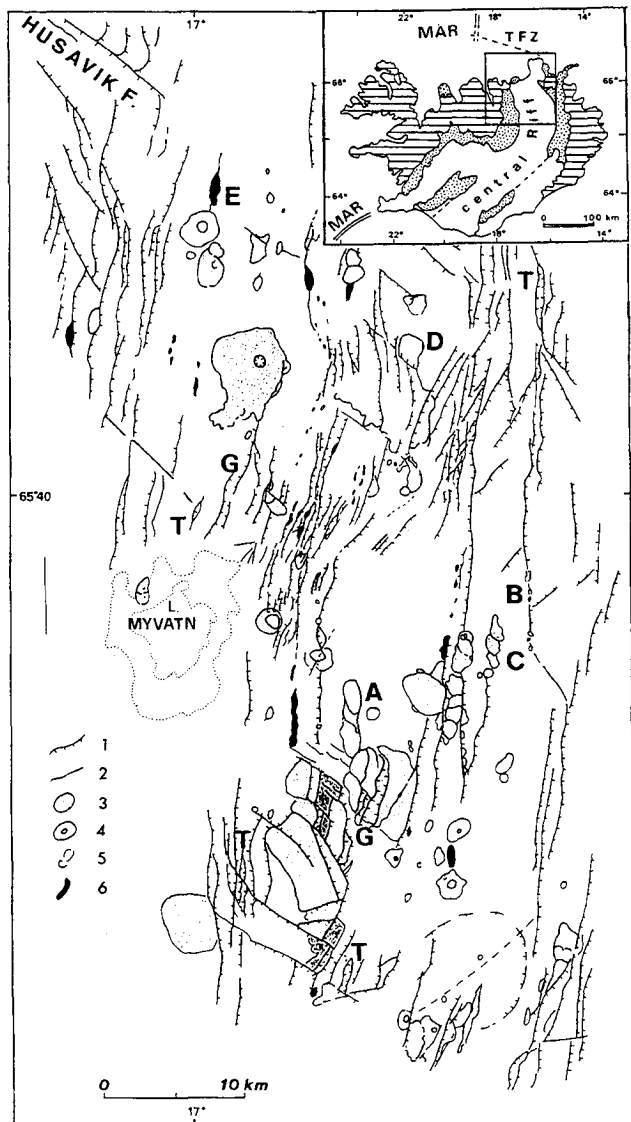 17°
HUSAVIK F.
22°
18°
14°
MAR
TFZ
66°
66°
Central Rift
64°
64°
MAR
0 100 km
22°
18°
14°
E
T
D
G
65°40
T
B
L.
MYVATN
C
A
1
2
3
4
5
6
G
T
T
0 10 km
17°